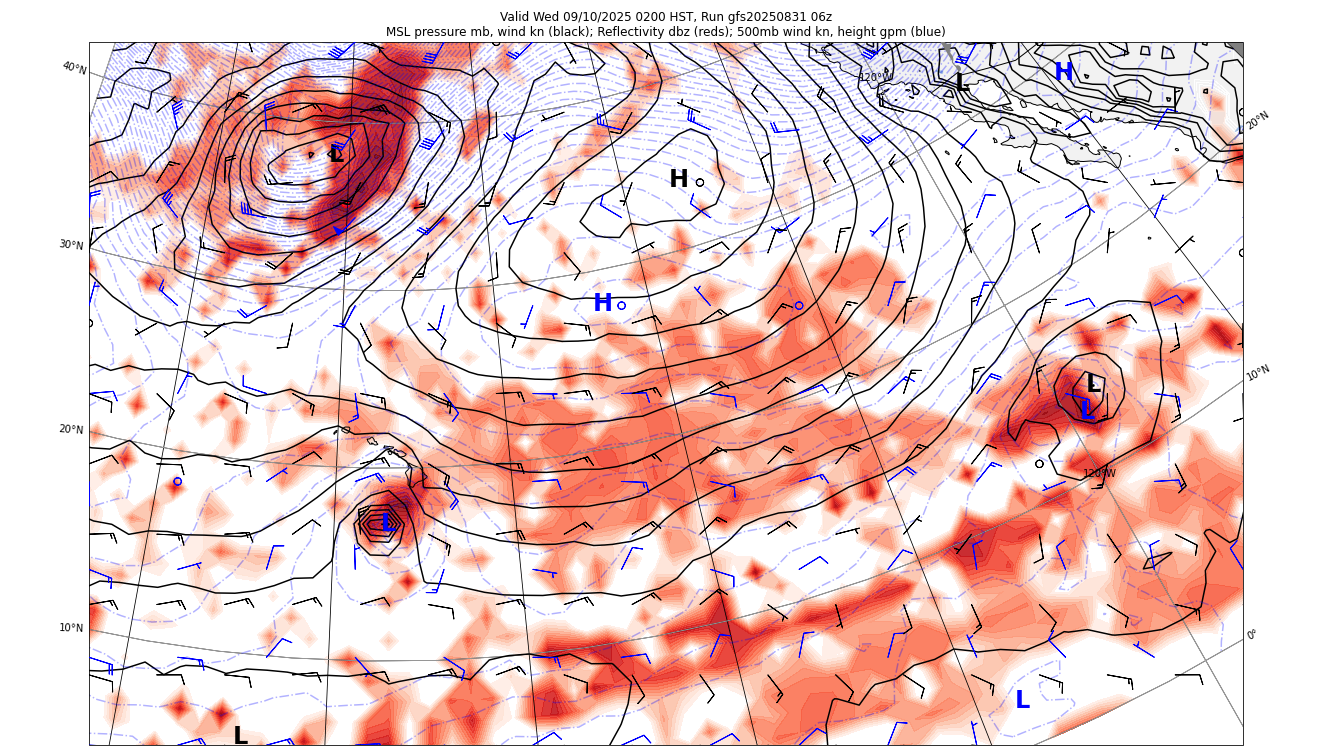 Valid Wed 09/10/2025 0200 HST, Run gfs20250831 06z
MSL pressure mb, wind kn (black); Reflectivity dbz (reds); 500mb wind kn, height gpm (blue)
40°N
120°W
L
H
20°N
L
H
30°N
H
10°N
L
L
20°N
120°W
L
10°N
0°
L
L